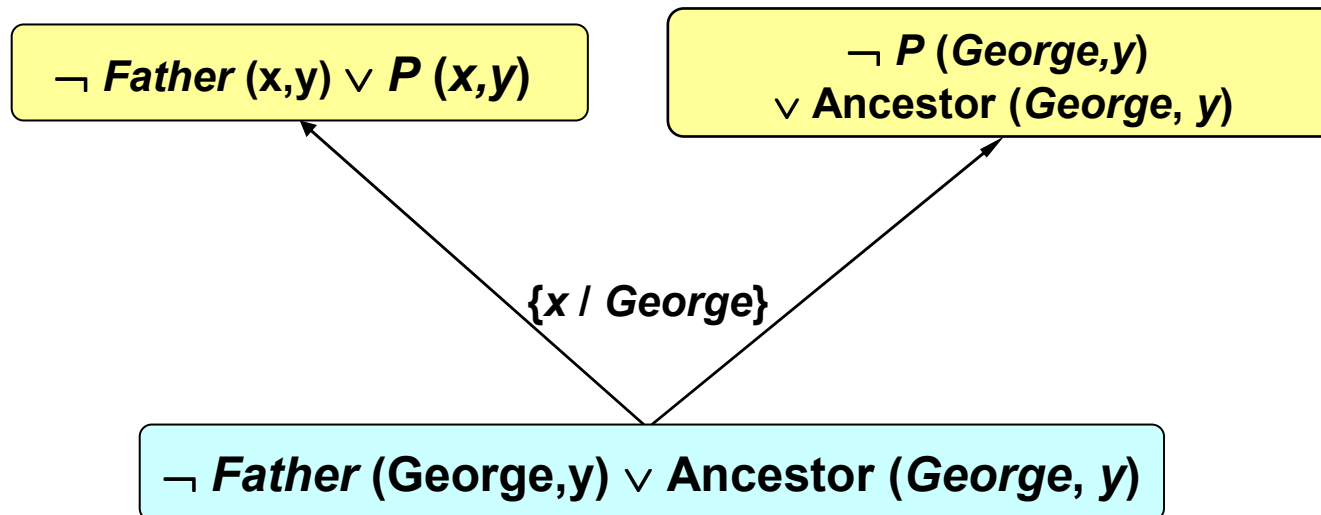 ¬ Father (x,y) ∨ P (x,y)
¬ P (George,y)
∨ Ancestor (George, y)
{x / George}
¬ Father (George,y) ∨ Ancestor (George, y)